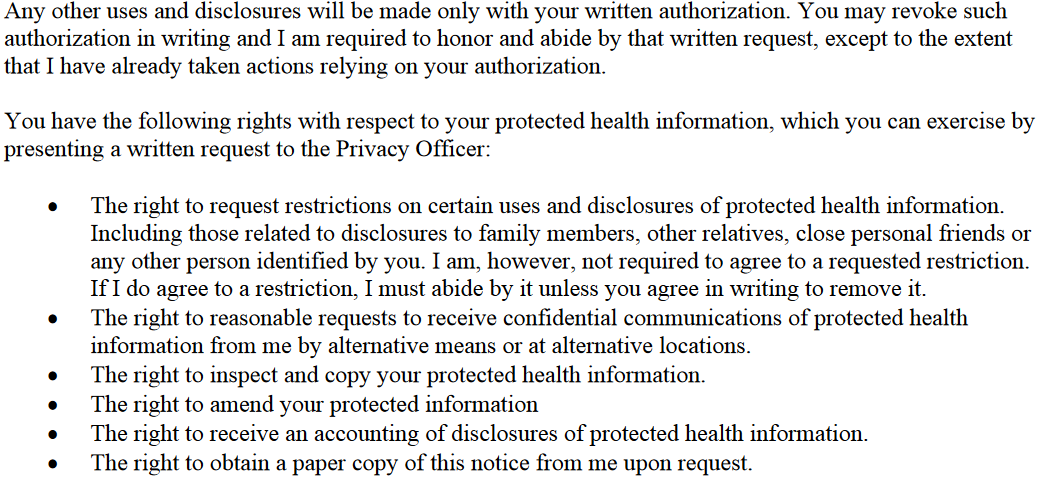 Any other uses and disclosures will be made only with your written authorization. You may revoke such
authorization in writing and I am required to honor and abide by that written request, except to the extent
that I have already taken actions relying on your authorization.
You have the following rights with respect to your protected health information, which you can exercise by
presenting a written request to the Privacy Officer:
• The right to request restrictions on certain uses and disclosures of protected health information.
Including those related to disclosures to family members, other relatives, close personal friends or
any other person identified by you. I am, however, not required to agree to a requested restriction.
If I do agree to a restriction, I must abide by it unless you agree in writing to remove it.
• The right to reasonable requests to receive confidential communications of protected health
information from me by alternative means or at alternative locations.
• The right to inspect and copy your protected health information.
• The right to amend your protected information
• The right to receive an accounting of disclosures of protected health information.
• The right to obtain a paper copy of this notice from me upon request.